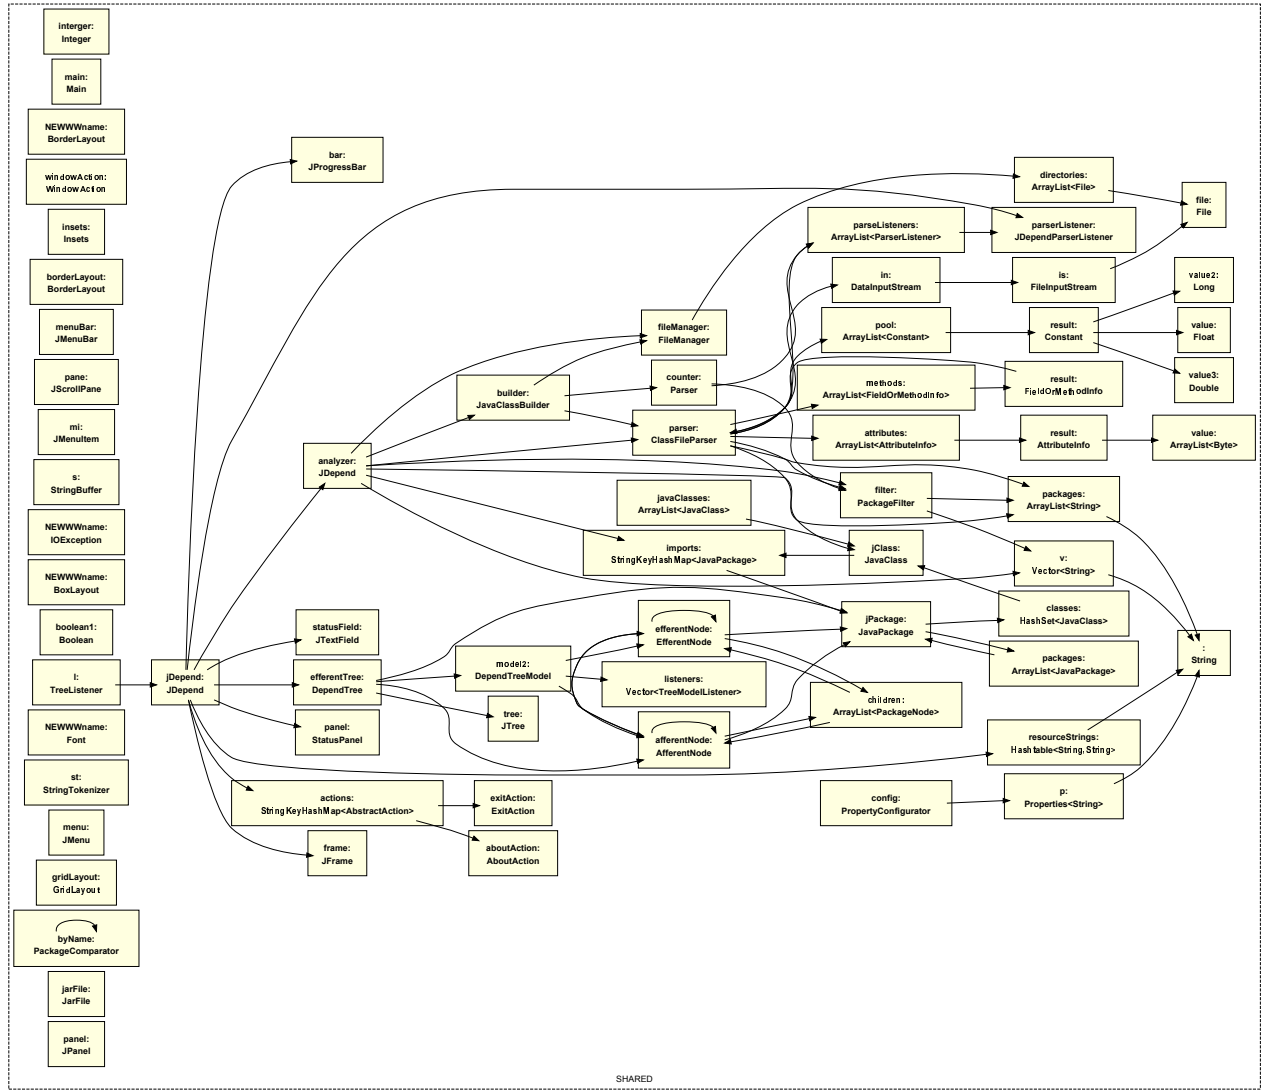 interger:
Integer
main:
Main
NEWWWname:
BorderLayout
windowAction:
WindowAction
insets:
Insets
borderLayout:
BorderLayout
menuBar:
JMenuBar
pane:
JScrollPane
mi:
JMenuItem
s:
StringBuffer
NEWWWname:
IOException
NEWWWname:
BoxLayout
boolean1:
Boolean
l:
TreeListener
NEWWWname:
Font
st:
StringTokenizer
menu:
JMenu
gridLayout:
GridLayout
byName:
PackageComparator
jarFile:
JarFile
panel:
JPanel
jDepend:
JDepend
bar:
JProgressBar
analyzer:
JDepend
statusField:
JTextField
efferentTree:
DependTree
panel:
StatusPanel
actions:
StringKeyHashMap<AbstractAction>
frame:
JFrame
builder:
JavaClassBuilder
model2:
DependTreeModel
tree:
JTree
exitAction:
ExitAction
aboutAction:
AboutAction
fileManager:
FileManager
counter:
Parser
parser:
ClassFileParser
javaClasses:
ArrayList<JavaClass>
imports:
StringKeyHashMap<JavaPackage>
efferentNode:
EfferentNode
listeners:
Vector<TreeModelListener>
afferentNode:
AfferentNode
parseListeners:
ArrayList<ParserListener>
in:
DataInputStream
pool:
ArrayList<Constant>
methods:
ArrayList<FieldOrMethodInfo>
attributes:
ArrayList<AttributeInfo>
filter:
PackageFilter
jClass:
JavaClass
jPackage:
JavaPackage
children:
ArrayList<PackageNode>
config:
PropertyConfigurator
directories:
ArrayList<File>
parserListener:
JDependParserListener
is:
FileInputStream
result:
Constant
result:
FieldOrMethodInfo
result:
AttributeInfo
packages:
ArrayList<String>
v:
Vector<String>
classes:
HashSet<JavaClass>
packages:
ArrayList<JavaPackage>
resourceStrings:
Hashtable<String,String>
p:
Properties<String>
file:
File
value2:
Long
value:
Float
value3:
Double
value:
ArrayList<Byte>
:
String
SHARED